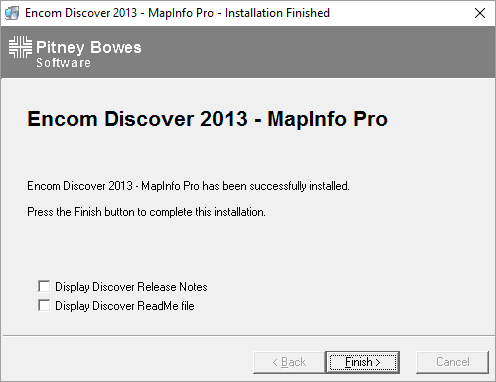 Encom Discover 2013 - MapInfo Pro - Installation Finished
Pitney Bowes
Software
Encom Discover 2013 - MapInfo Pro
Encom Discover 2013 - MapInfo Pro has been successfully installed.
Press the Finish button to complete this installation.
Display Discover Release Notes
Display Discover ReadMe file
< Back Finish > Cancel